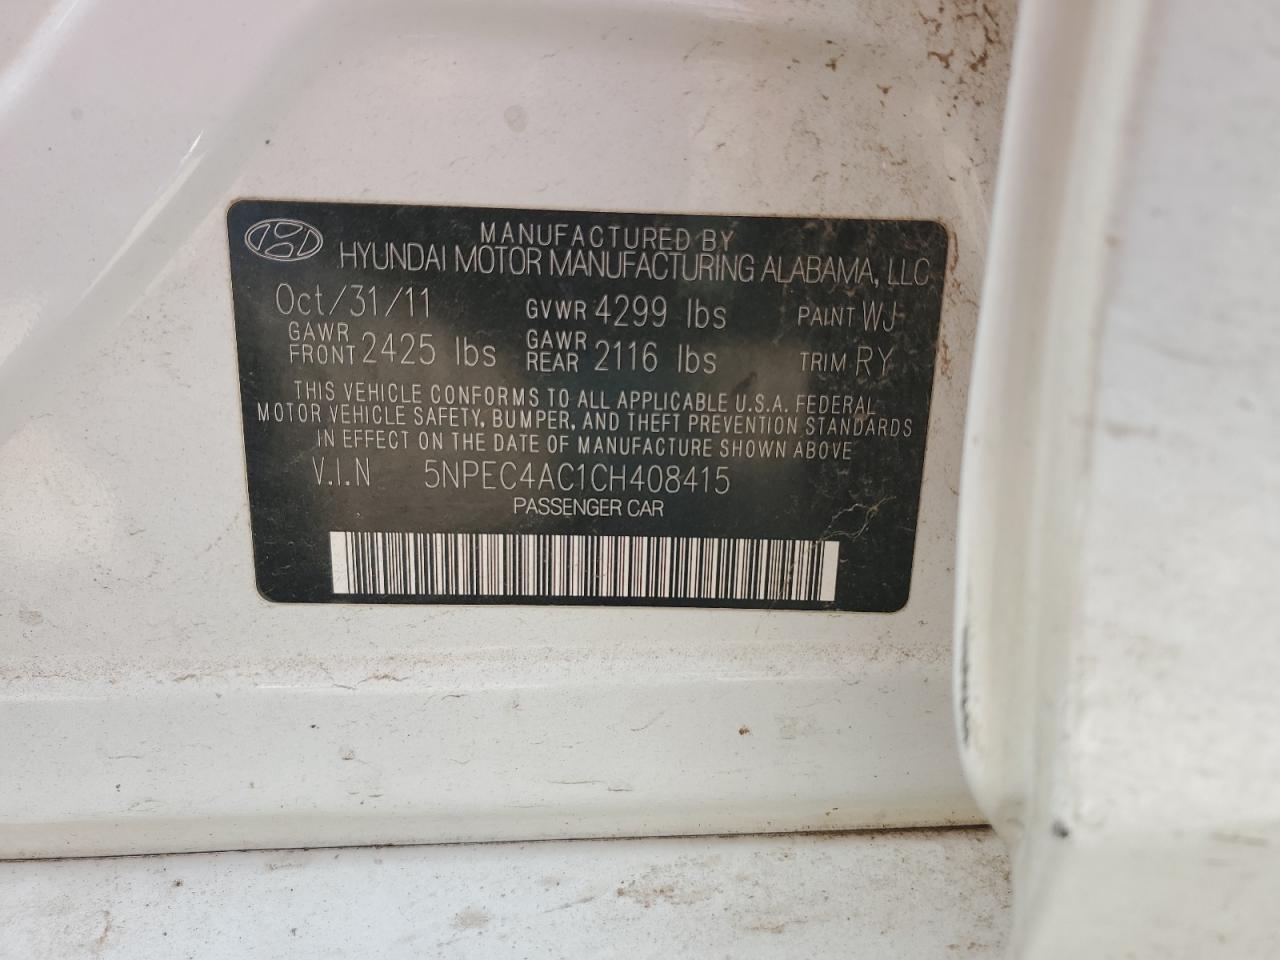 MANUFACTURED BY
HYUNDAI MOTOR MANUFACTURING ALABAMA, LLC
Oct/31/11 GVWR 4299 lbs PAINT WJ
GAWR FRONT 2425 lbs GAWR REAR 2116 lbs TRIM RY
THIS VEHICLE CONFORMS TO ALL APPLICABLE U.S.A. FEDERAL
MOTOR VEHICLE SAFETY, BUMPER, AND THEFT PREVENTION STANDARDS
IN EFFECT ON THE DATE OF MANUFACTURE SHOWN ABOVE
V.I.N 5NPEC4AC1CH408415
PASSENGER CAR